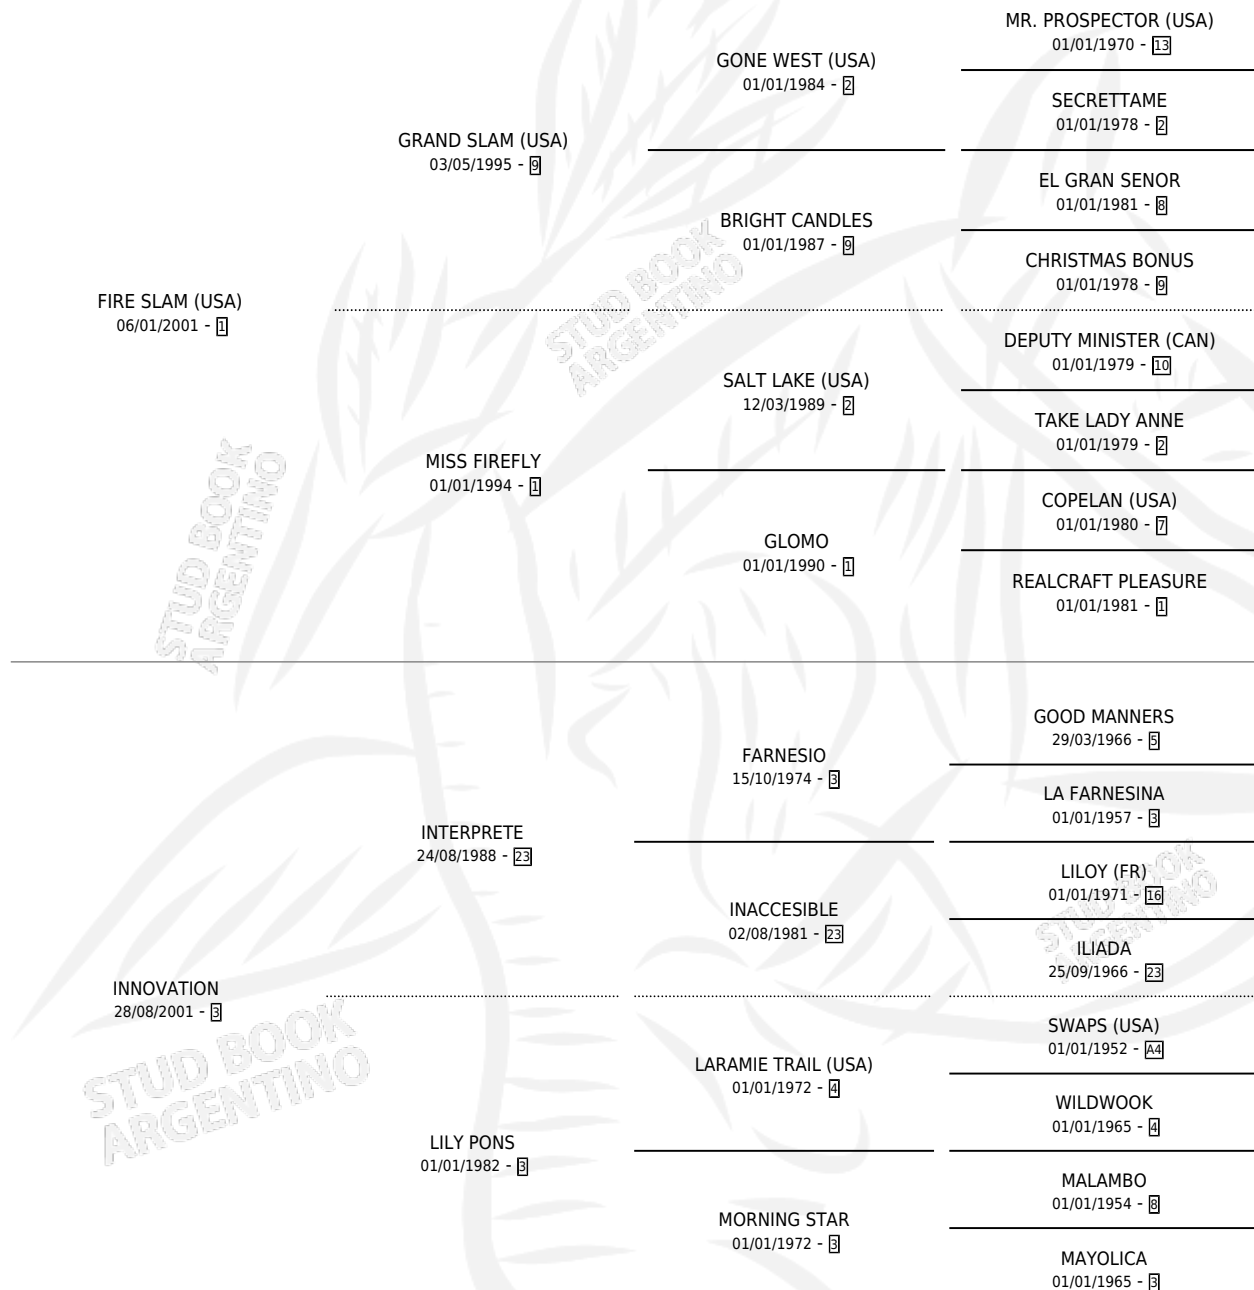 MR. PROSPECTOR (USA)
01/01/1970 - 13
GONE WEST (USA)
01/01/1984 - 2
SECRETTAME
01/01/1978 - 2
GRAND SLAM (USA)
03/05/1995 - 9
EL GRAN SENOR
01/01/1981 - 8
BRIGHT CANDLES
01/01/1987 - 9
CHRISTMAS BONUS
01/01/1978 - 9
FIRE SLAM (USA)
06/01/2001 - 1
STUD BOOK
ARGENTINO
DEPUTY MINISTER (CAN)
01/01/1979 - 10
SALT LAKE (USA)
12/03/1989 - 2
TAKE LADY ANNE
01/01/1979 - 2
MISS FIREFLY
01/01/1994 - 1
COPELAN (USA)
01/01/1980 - 7
GLOMO
01/01/1990 - 1
REALCRAFT PLEASURE
01/01/1981 - 1
STUD BOOK
ARGENTINO
GOOD MANNERS
29/03/1966 - 5
FARNESIO
15/10/1974 - 3
LA FARNESINA
01/01/1957 - 3
INTERPRETE
24/08/1988 - 23
LILOY (FR)
01/01/1971 - 16
INACCESIBLE
02/08/1981 - 23
STUD BOOK
ARGENTINO
ILIADA
25/09/1966 - 23
INNOVATION
28/08/2001 - 3
STUD BOOK
ARGENTINO
SWAPS (USA)
01/01/1952 - A4
LARAMIE TRAIL (USA)
01/01/1972 - 4
WILDWOOK
01/01/1965 - 4
LILY PONS
01/01/1982 - 3
MALAMBO
01/01/1954 - 8
MORNING STAR
01/01/1972 - 3
MAYOLICA
01/01/1965 - 3